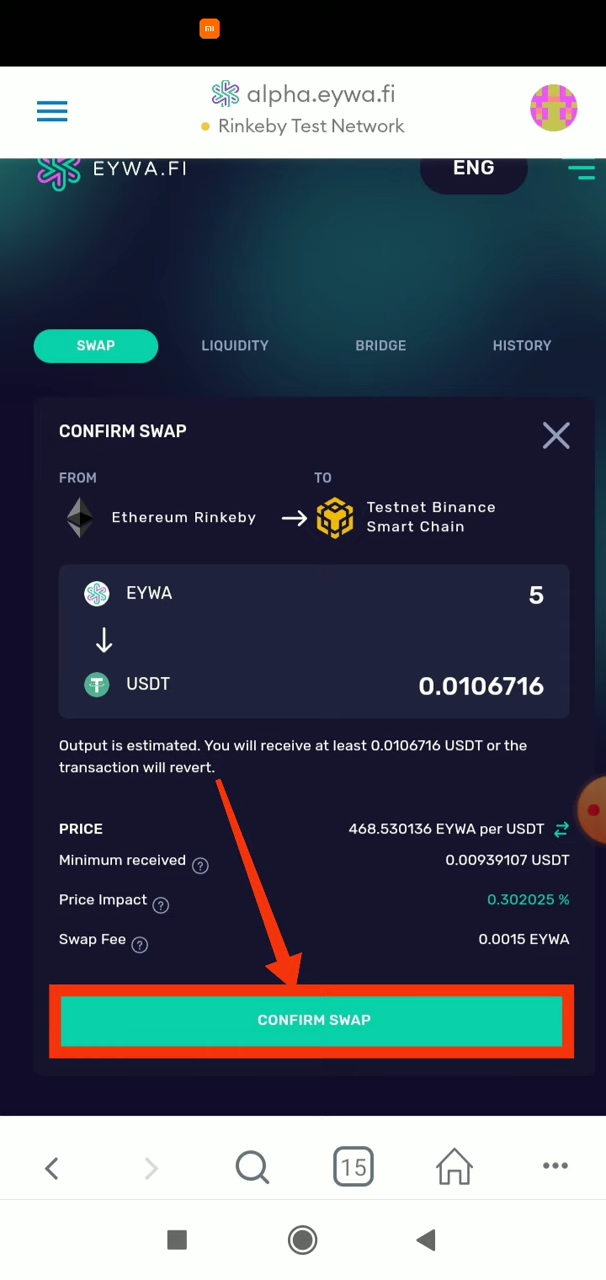 alpha.eywa.fi
Rinkeby Test Network
EYWA.FI
ENG
SWAP
LIQUIDITY
BRIDGE
HISTORY
CONFIRM SWAP
FROM
TO
Ethereum Rinkeby
Testnet Binance
Smart Chain
EYWA
5
USDT
0.0106716
Output is estimated. You will receive at least 0.0106716 USDT or the
transaction will revert.
PRICE
468.530136 EYWA per USDT
Minimum received ?
0.00939107 USDT
Price Impact ?
0.302025 %
Swap Fee ?
0.0015 EYWA
CONFIRM SWAP
15